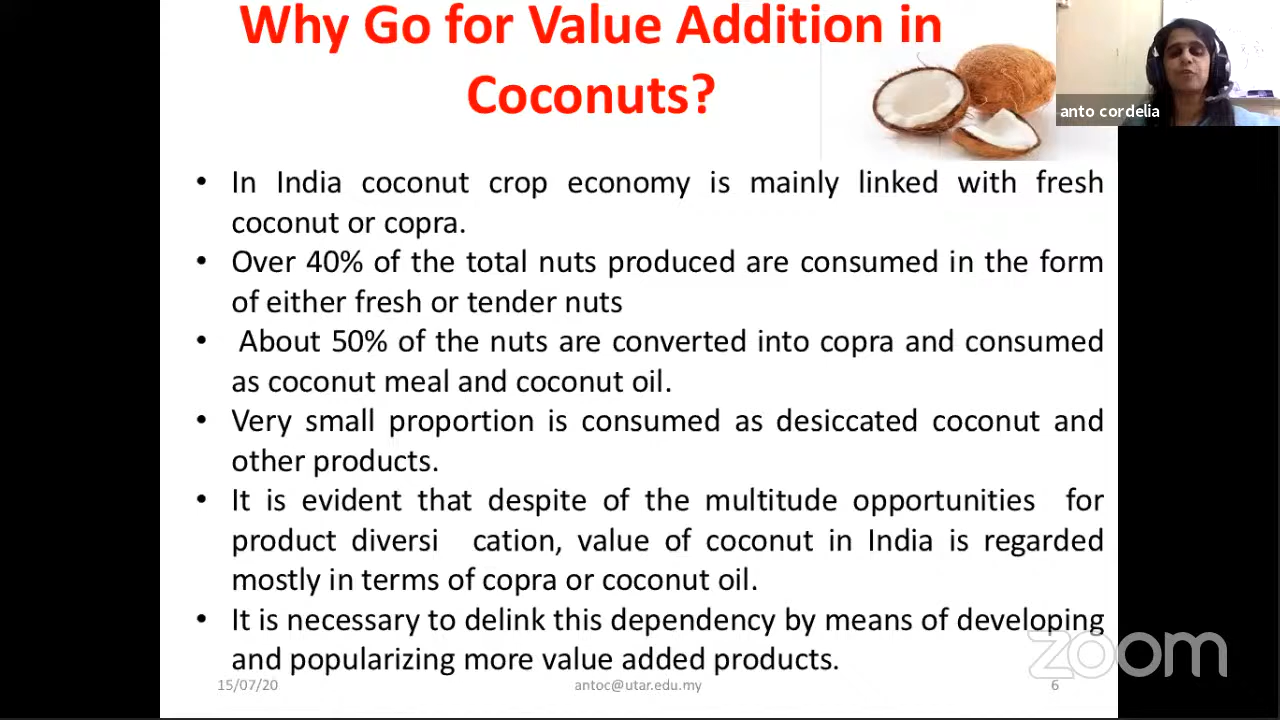 Why Go for Value Addition in
Coconuts?
anto cordelia
• In India coconut crop economy is mainly linked with fresh
coconut or copra.
• Over 40% of the total nuts produced are consumed in the form
of either fresh or tender nuts
• About 50% of the nuts are converted into copra and consumed
as coconut meal and coconut oil.
• Very small proportion is consumed as desiccated coconut and
other products.
• It is evident that despite of the multitude opportunities for
product diversi cation, value of coconut in India is regarded
mostly in terms of copra or coconut oil.
• It is necessary to delink this dependency by means of developing
and popularizing more value added products.
zoom
15/07/20
antoc@utar.edu.my
6